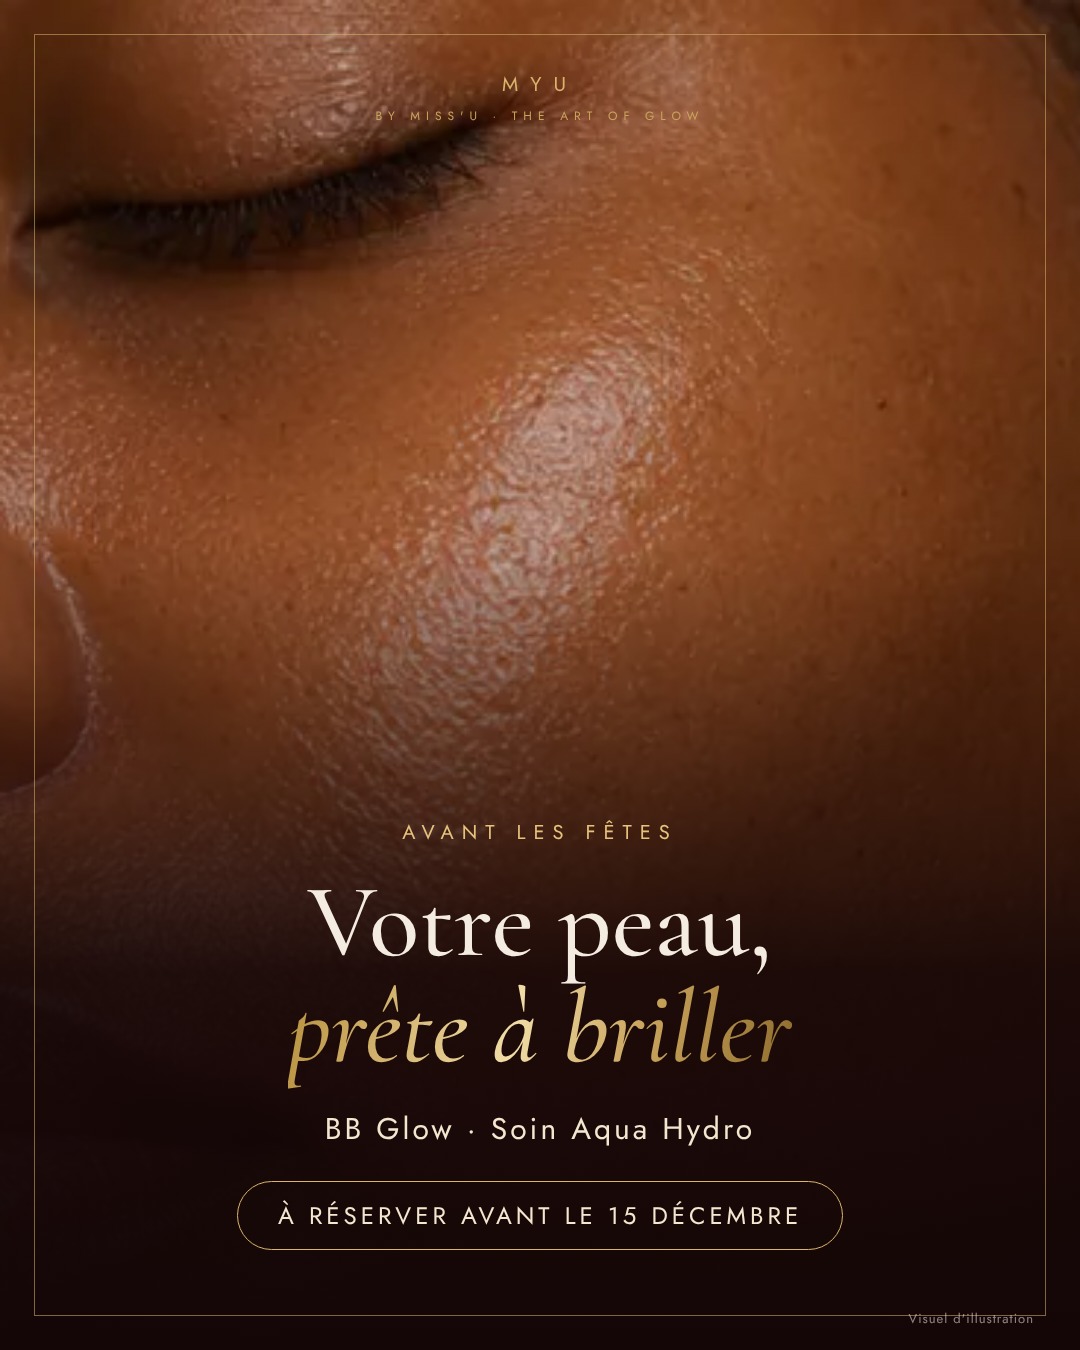 MYU
BY MISS'U · THE ART OF GLOW
AVANT LES FÊTES
Votre peau,
prête à briller
BB Glow · Soin Aqua Hydro
À RÉSERVER AVANT LE 15 DÉCEMBRE
Visuel d'illustration